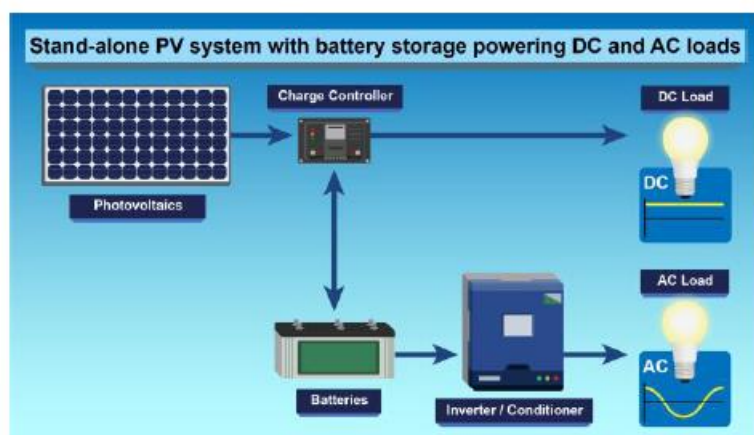 Stand-alone PV system with battery storage powering DC and AC loads
Charge Controller
DC Load
DC
Photovoltaics
AC Load
AC
Batteries
Inverter / Conditioner